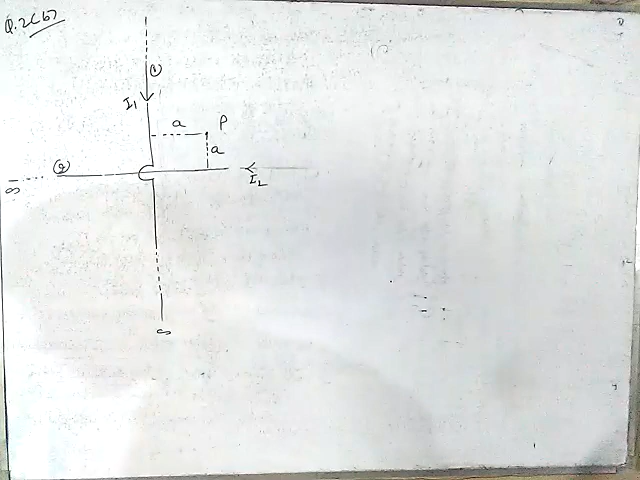 Q.2(b)
(1)
I1
a
P
a
(2)
∞
I2
∞